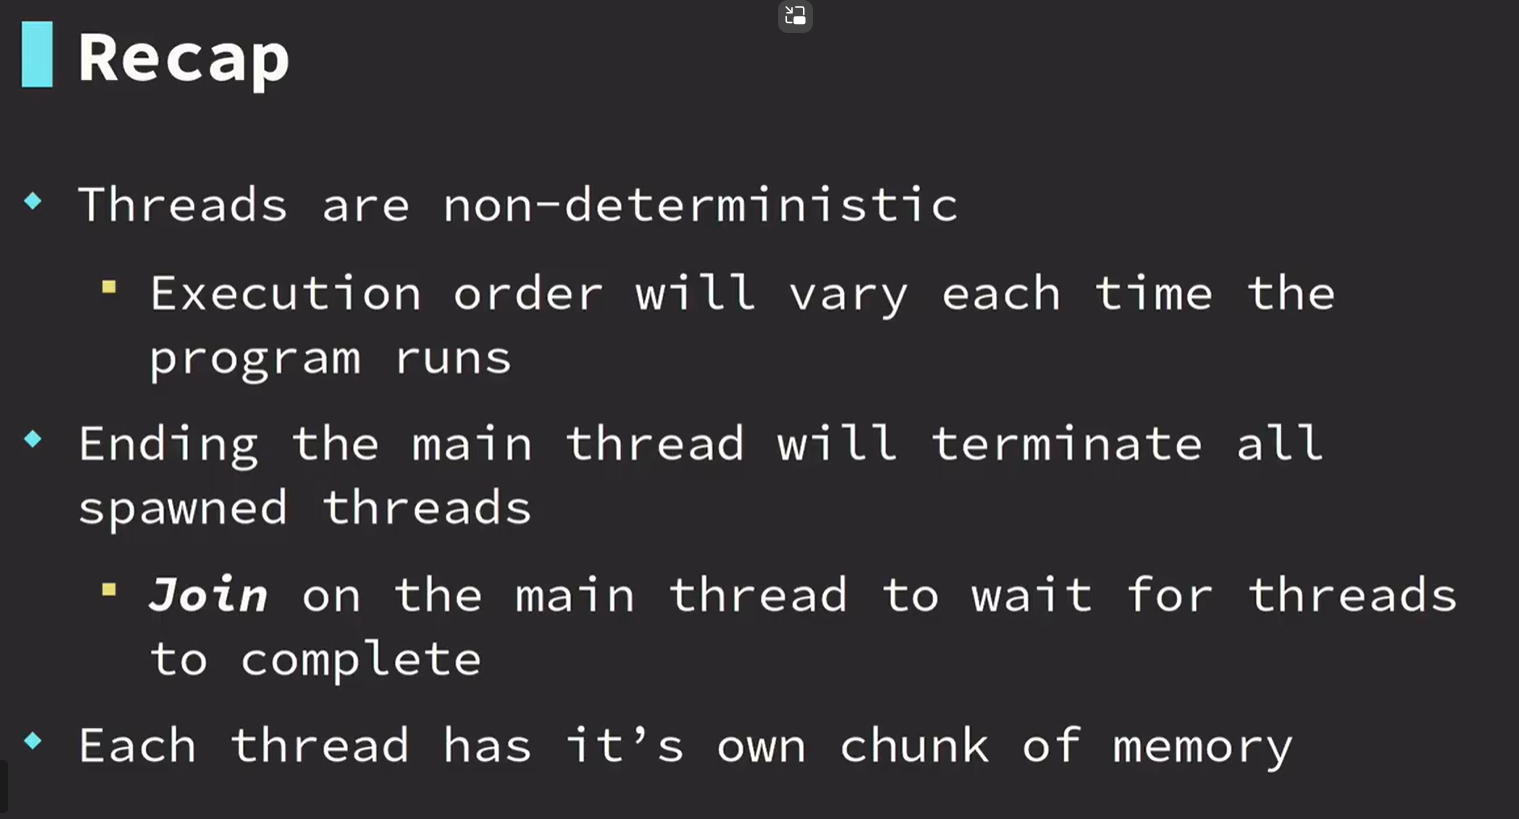 Recap
Threads are non-deterministic
Execution order will vary each time the
program runs
Ending the main thread will terminate all
spawned threads
Join on the main thread to wait for threads
to complete
Each thread has it’s own chunk of memory